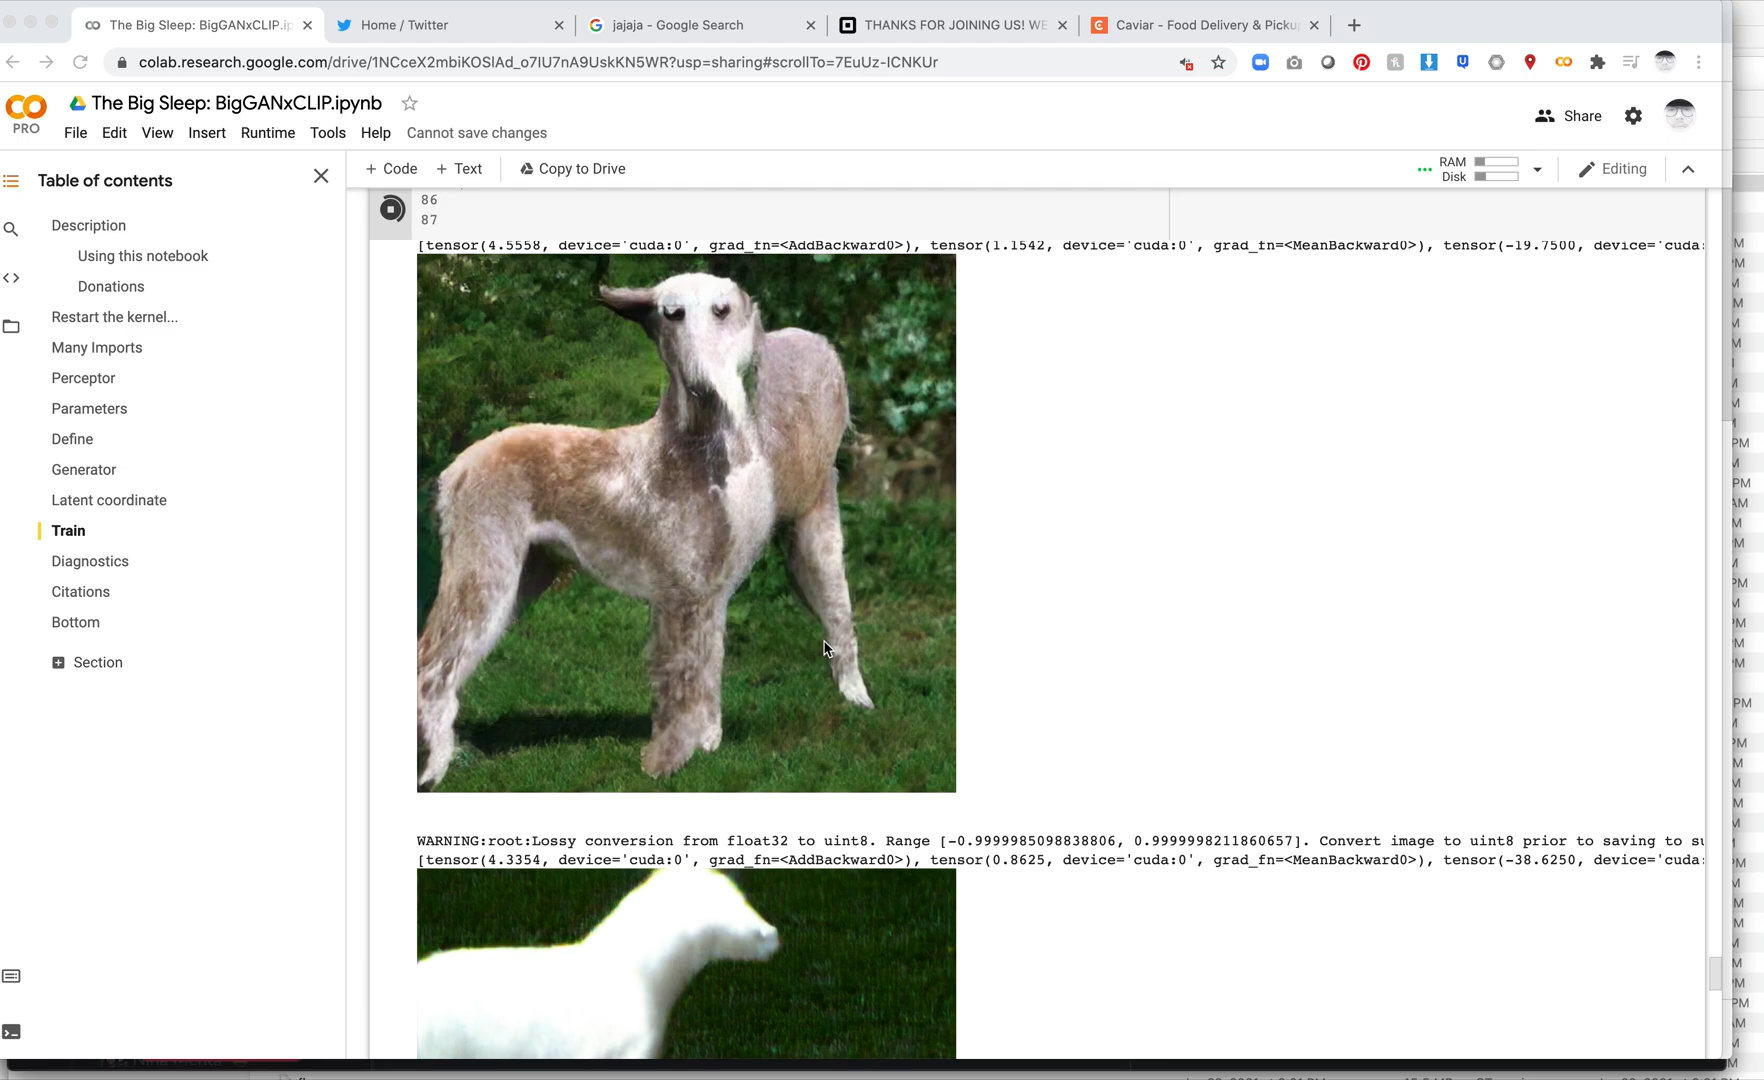 The Big Sleep: BigGANxCLIP.ip
Home / Twitter
jajaja - Google Search
THANKS FOR JOINING US! WE
Caviar - Food Delivery & Pickup
colab.research.google.com/drive/1NCceX2mbiKOSlAd_o7IU7nA9UskKN5WR?usp=sharing#scrollTo=7EuUz-ICNKUr
PRO
The Big Sleep: BigGANxCLIP.ipynb
File Edit View Insert Runtime Tools Help Cannot save changes
Share
Table of contents
+ Code + Text Copy to Drive
RAM
Disk
Editing
Description
Using this notebook
Donations
Restart the kernel...
Many Imports
Perceptor
Parameters
Define
Generator
Latent coordinate
Train
Diagnostics
Citations
Bottom
Section
86
87
[tensor(4.5558, device='cuda:0', grad_fn=<AddBackward0>), tensor(1.1542, device='cuda:0', grad_fn=<MeanBackward0>), tensor(-19.7500, device='cuda:
WARNING:root:Lossy conversion from float32 to uint8. Range [-0.9999985098838806, 0.9999998211860657]. Convert image to uint8 prior to saving to su
[tensor(4.3354, device='cuda:0', grad_fn=<AddBackward0>), tensor(0.8625, device='cuda:0', grad_fn=<MeanBackward0>), tensor(-38.6250, device='cuda: